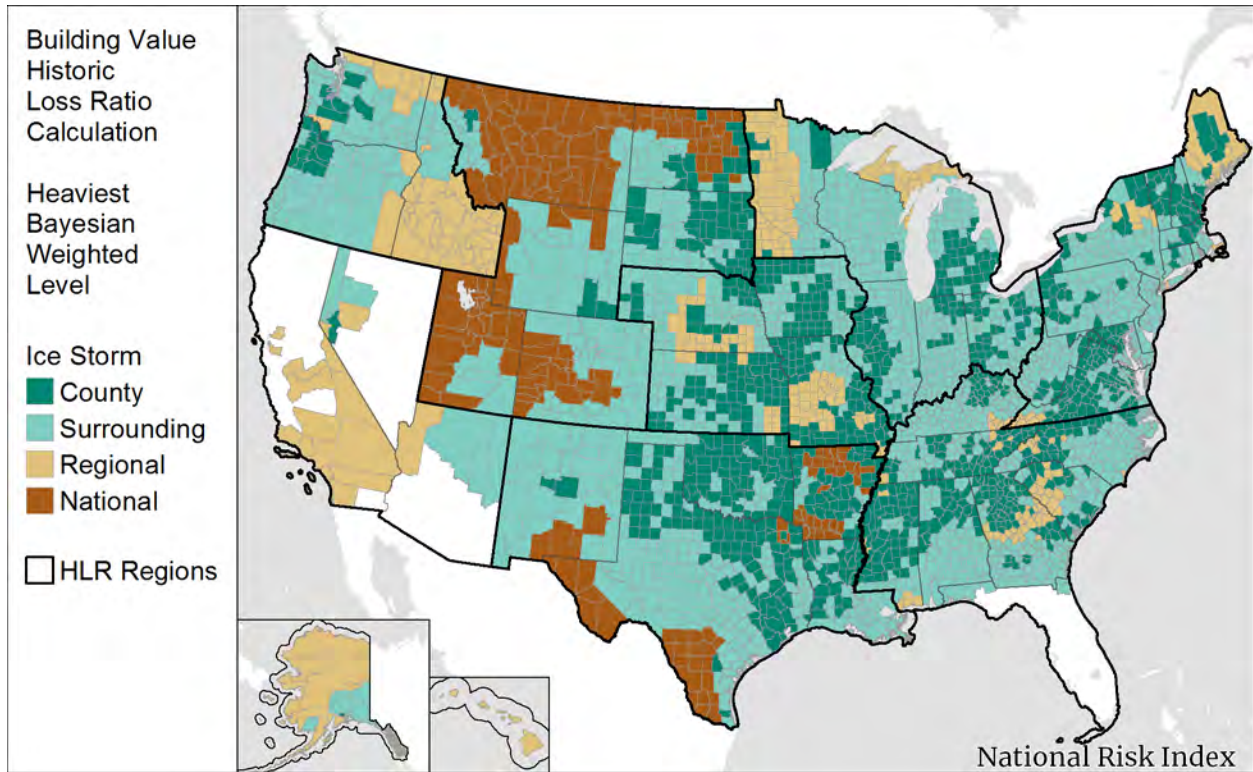 Building Value
Historic
Loss Ratio
Calculation
Heaviest
Bayesian
Weighted
Level
Ice Storm
County
Surrounding
Regional
National
HLR Regions
National Risk Index